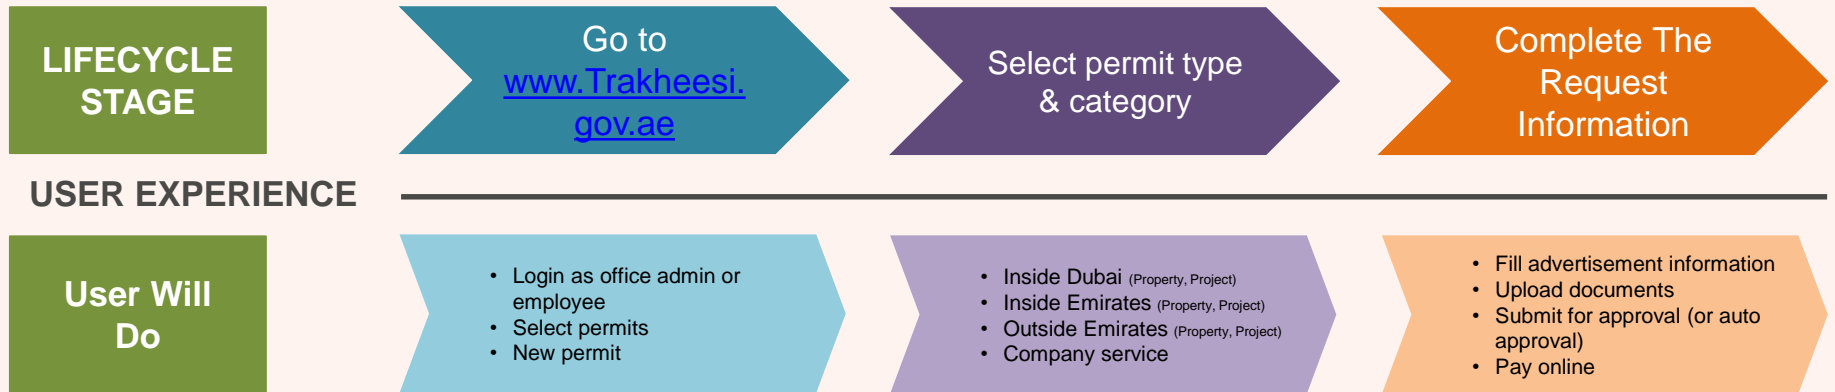 LIFECYCLE
STAGE
Go to
www.Trakheesi.
gov.ae
Select permit type
& category
Complete The
Request
Information
USER EXPERIENCE
User Will
Do
• Login as office admin or
employee
• Select permits
• New permit
• Inside Dubai (Property, Project)
• Inside Emirates (Property, Project)
• Outside Emirates (Property, Project)
• Company service
• Fill advertisement information
• Upload documents
• Submit for approval (or auto
approval)
• Pay online